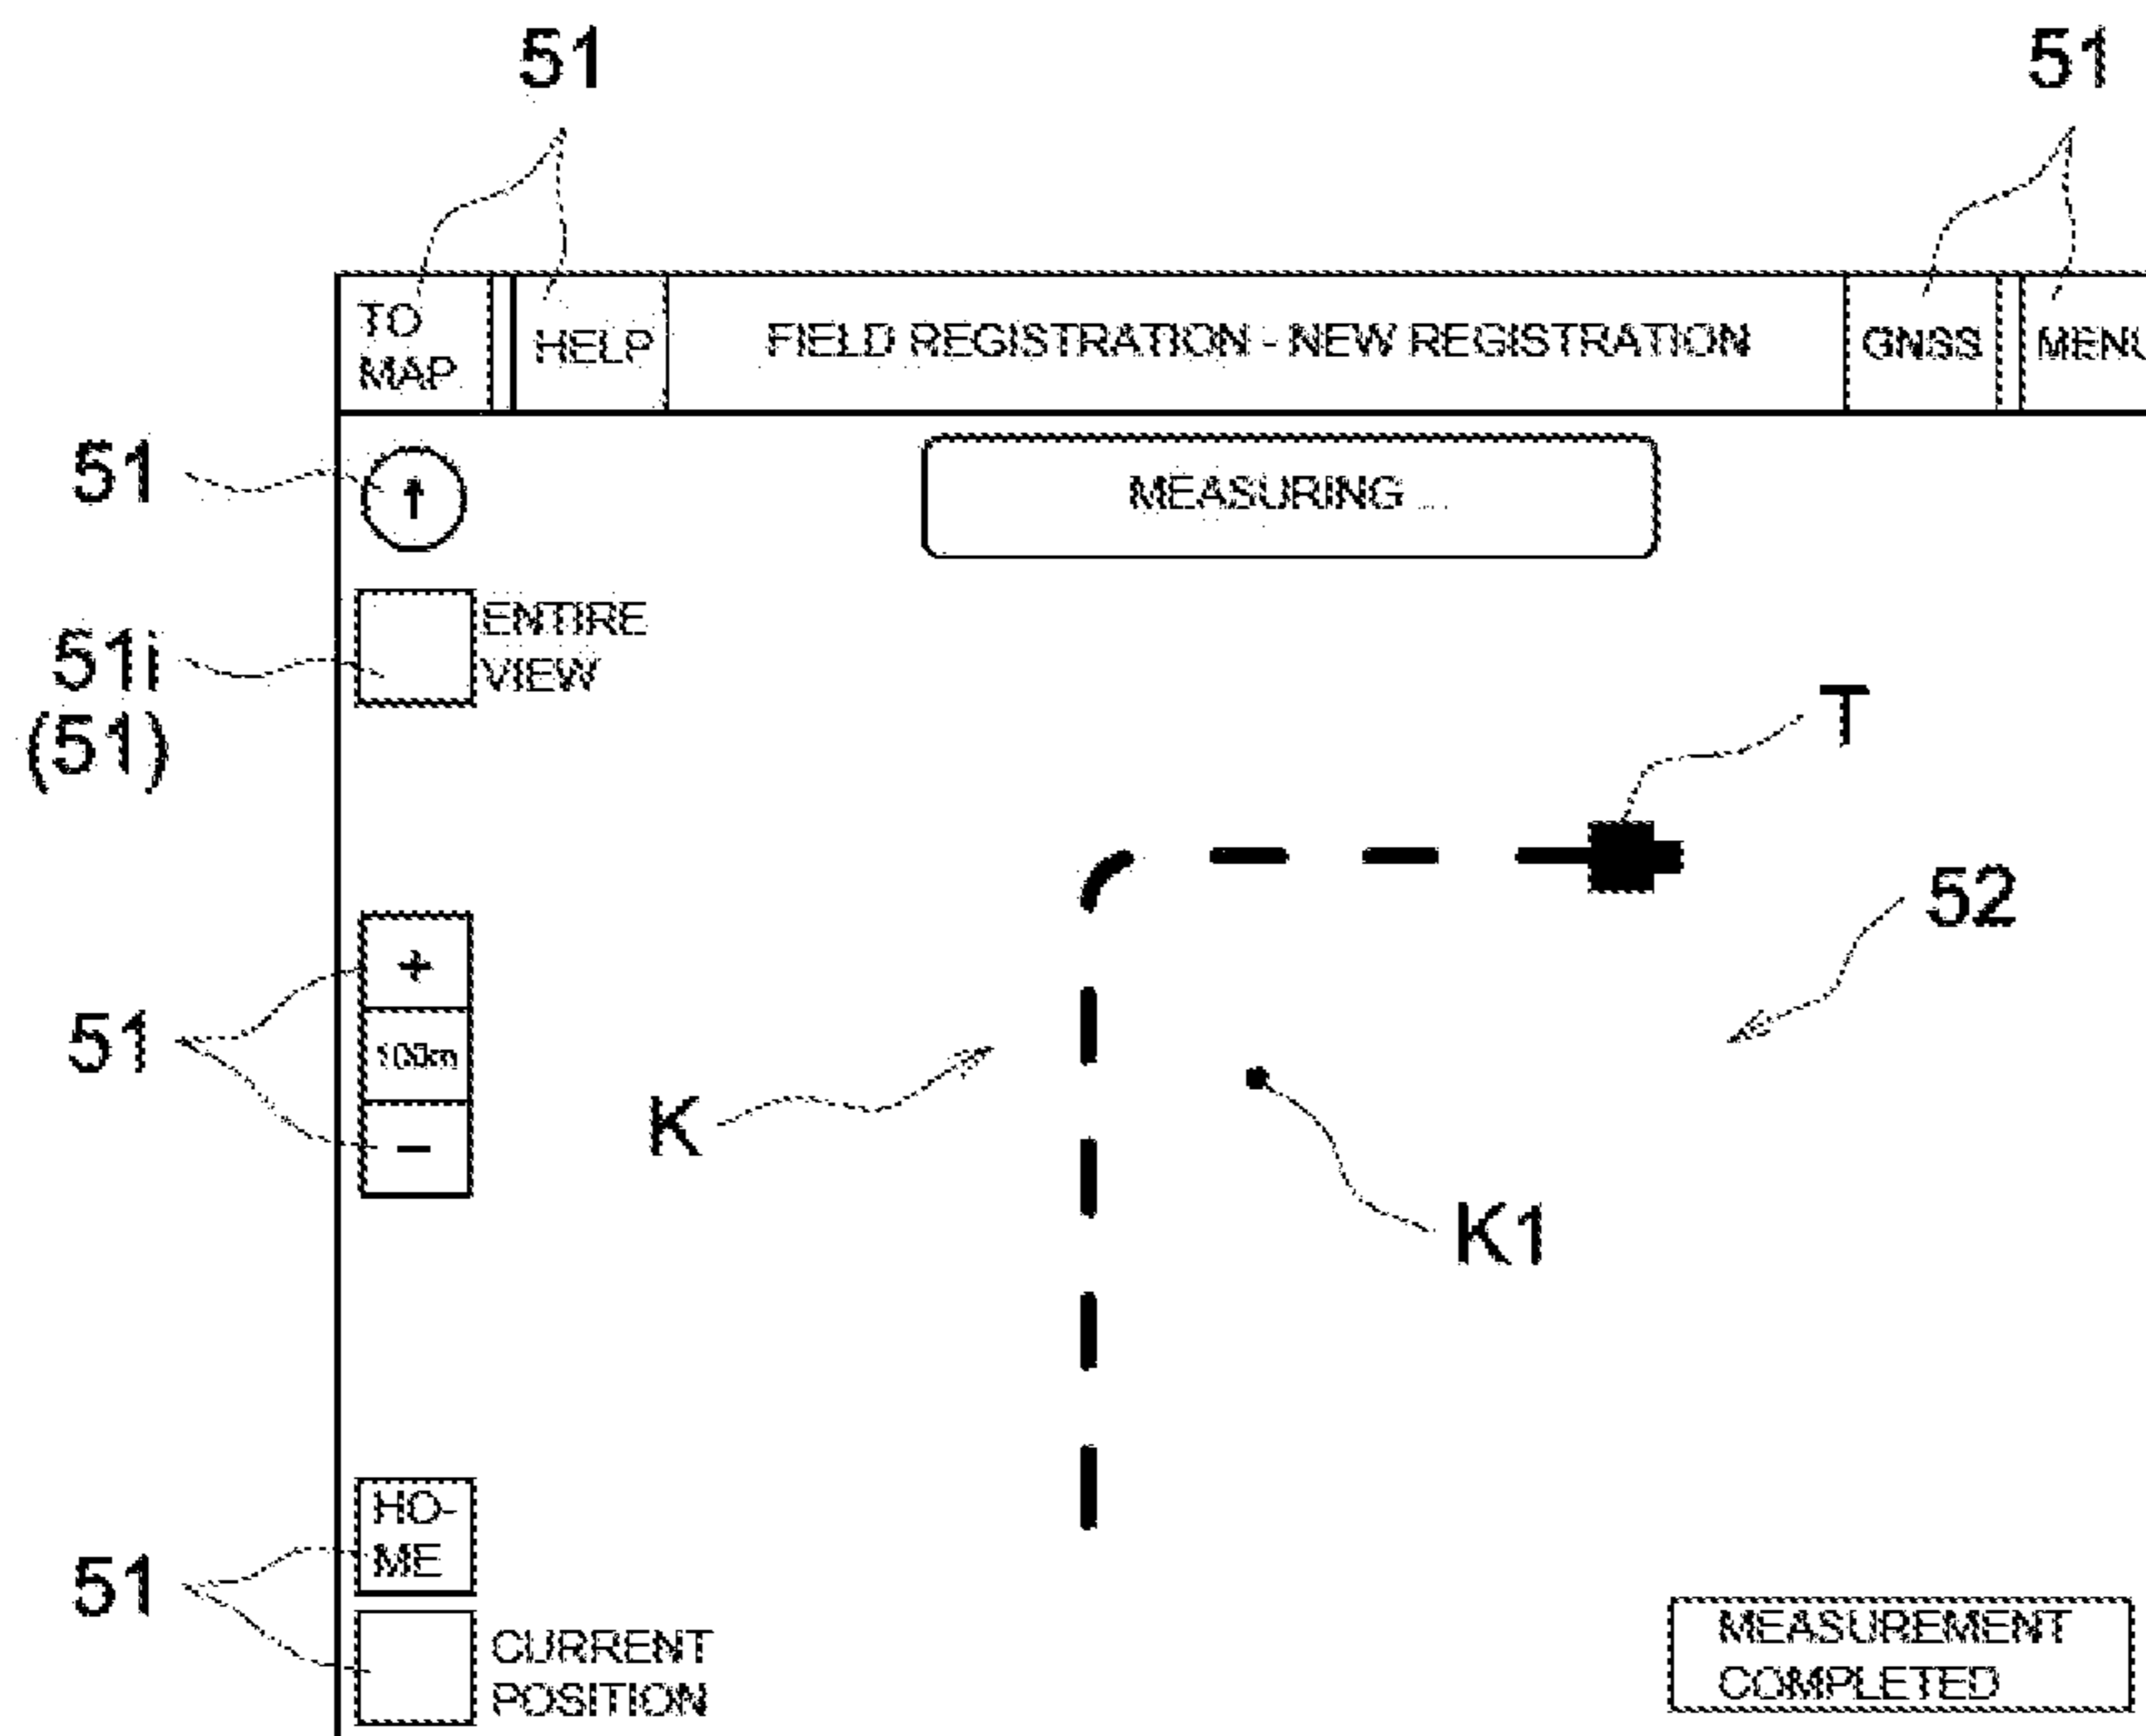 51 51
TO
MAP
HELP
FIELD REGISTRATION - NEW REGISTRATION
GNSS
MENU
51
↑
MEASURING ...
51i
(51)
ENTIRE
VIEW
T
52
+
51
100km
K
−
K1
HO-
ME
51
CURRENT
POSITION
MEASUREMENT
COMPLETED